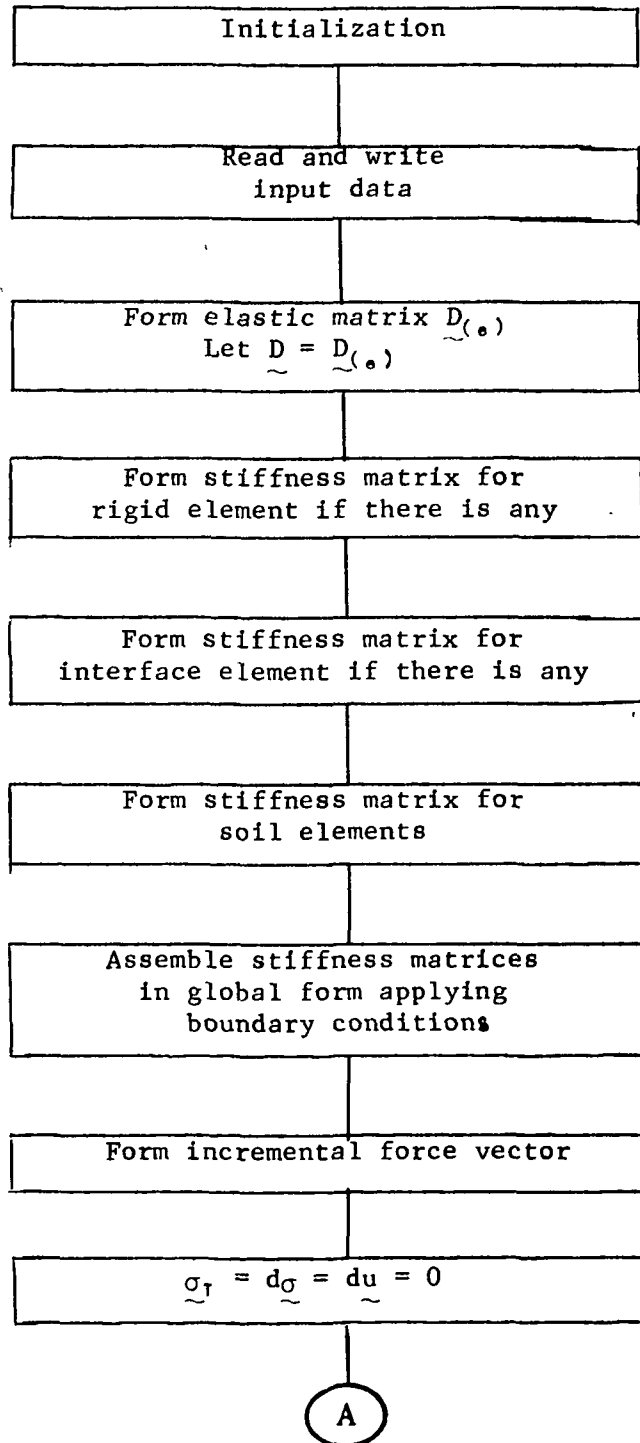 Initialization
Read and write
input data
Form elastic matrix D(e)
Let D = D(e)
Form stiffness matrix for
rigid element if there is any
Form stiffness matrix for
interface element if there is any
Form stiffness matrix for
soil elements
Assemble stiffness matrices
in global form applying
boundary conditions
Form incremental force vector
σT = dσ = du = 0
A